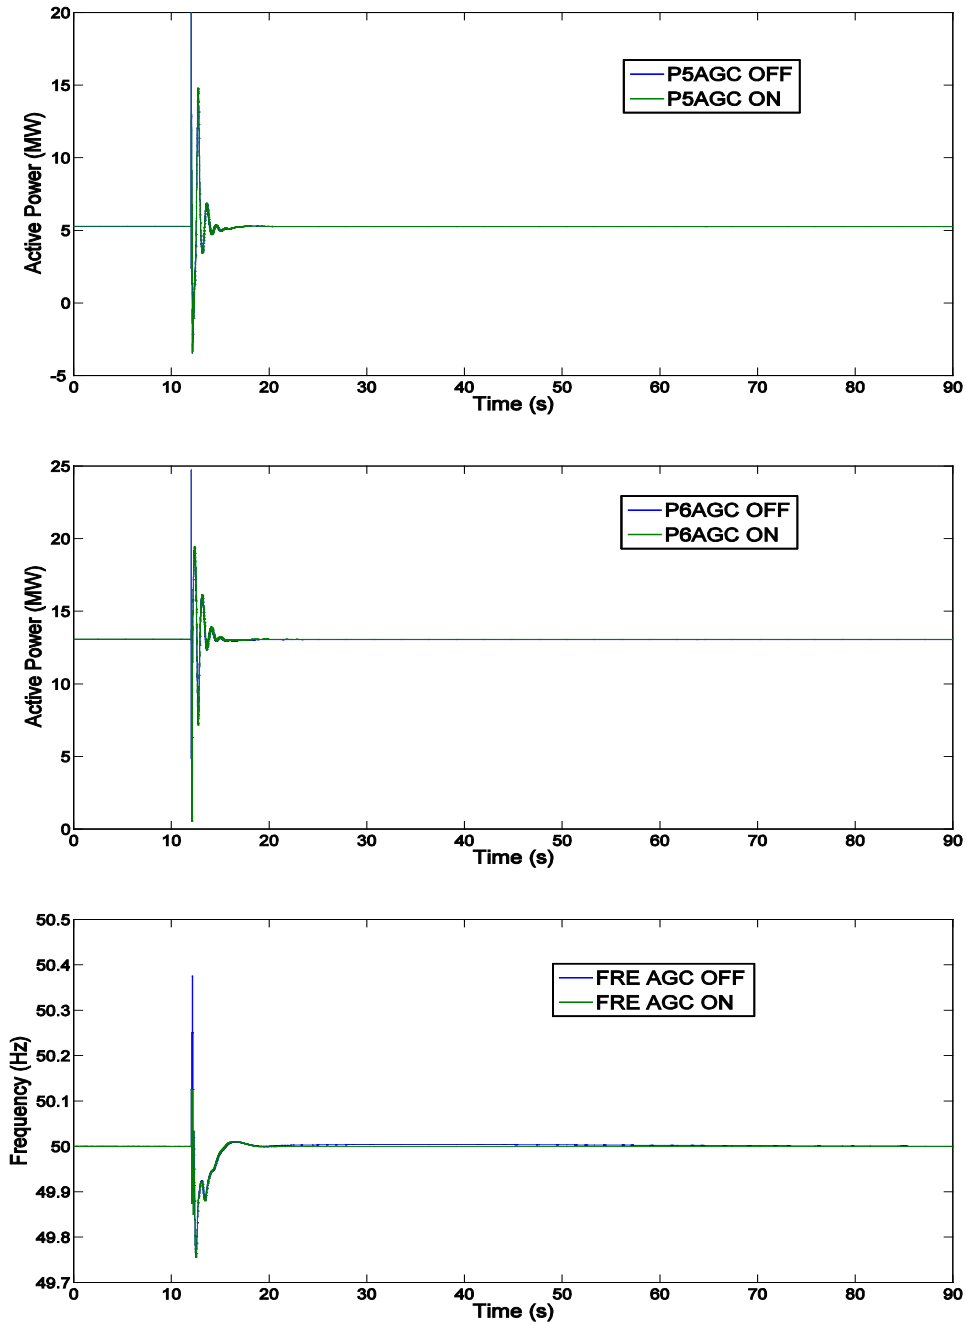 20
15
10
5
0
-5
Active Power (MW)
P5AGC OFF
P5AGC ON
0 10 20 30 40 50 60 70 80 90
Time (s)
25
20
15
10
5
0
Active Power (MW)
P6AGC OFF
P6AGC ON
0 10 20 30 40 50 60 70 80 90
Time (s)
50.5
50.4
50.3
50.2
50.1
50
49.9
49.8
49.7
Frequency (Hz)
FRE AGC OFF
FRE AGC ON
0 10 20 30 40 50 60 70 80 90
Time (s)